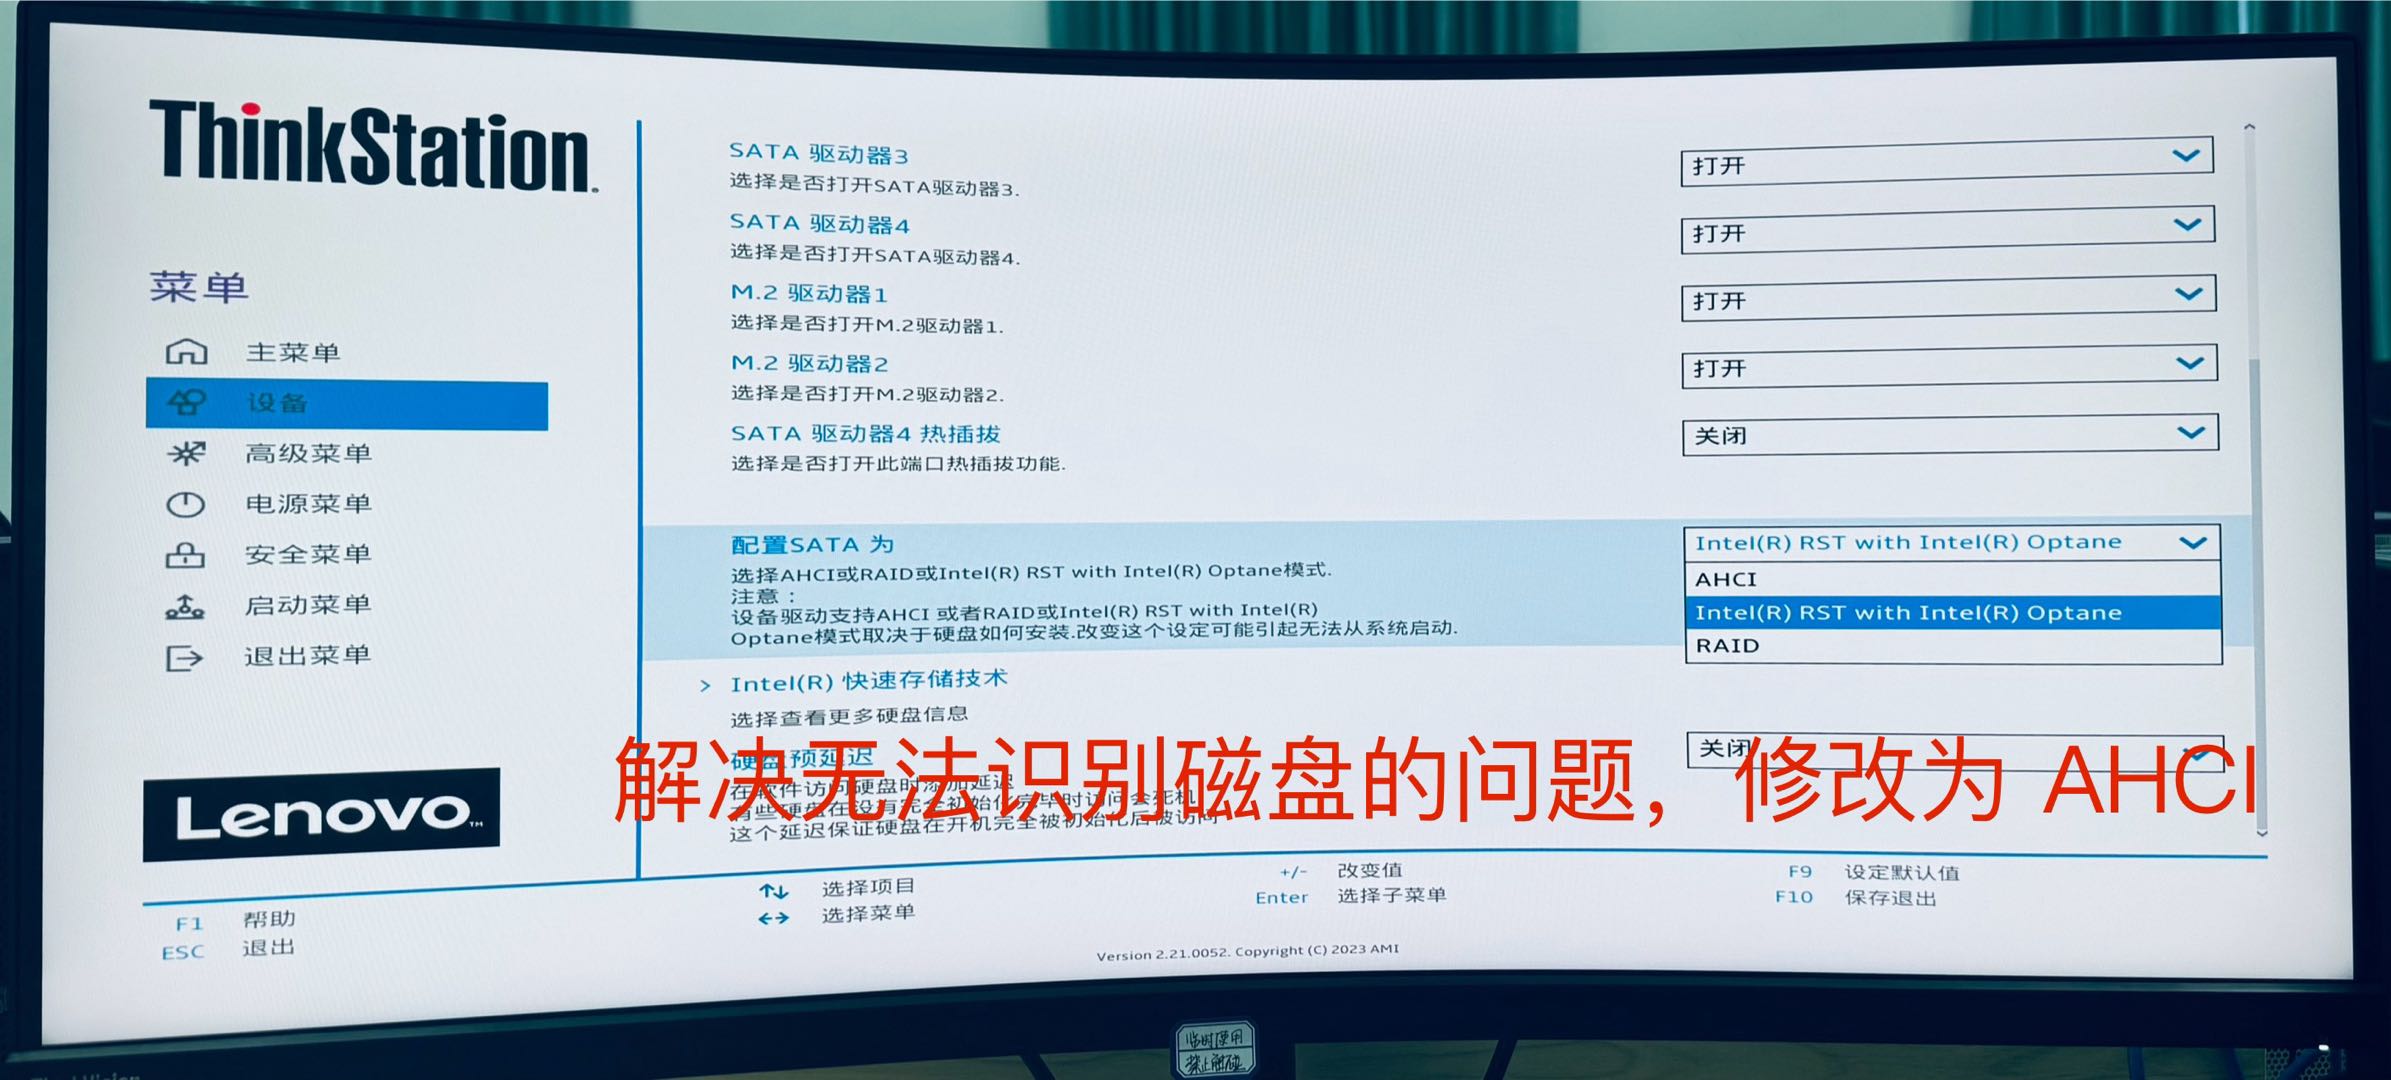 ThinkStation
菜单
主菜单
设备
高级菜单
电源菜单
安全菜单
启动菜单
退出菜单
Lenovo™
SATA 驱动器3
打开
选择是否打开SATA驱动器3.
SATA 驱动器4
打开
选择是否打开SATA驱动器4.
M.2 驱动器1
打开
选择是否打开M.2驱动器1.
M.2 驱动器2
打开
选择是否打开M.2驱动器2.
SATA 驱动器4 热插拔
关闭
选择是否打开此端口热插拔功能.
配置SATA 为
Intel(R) RST with Intel(R) Optane
AHCI
Intel(R) RST with Intel(R) Optane
RAID
选择AHCI或RAID或Intel(R) RST with Intel(R) Optane模式.
注意：
设备驱动支持AHCI 或者RAID或Intel(R) RST with Intel(R)
Optane模式取决于硬盘如何安装.改变这个设定可能引起无法从系统启动.
> Intel(R) 快速存储技术
选择查看更多硬盘信息
硬盘预延迟
关闭
在软件访问硬盘时添加延迟
有些硬盘在没有完全初始化完毕时访问会死机
这个延迟保证硬盘在开机完全被初始化后被访问
解决无法识别磁盘的问题，修改为 AHCI
F1 帮助
ESC 退出
↑↓ 选择项目
←→ 选择菜单
+/- 改变值
Enter 选择子菜单
F9 设定默认值
F10 保存退出
Version 2.21.0052. Copyright (C) 2023 AMI
临时使用
禁止触碰
ThinkVision